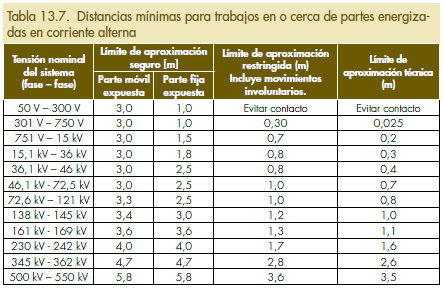 Tabla 13.7. Distancias mínimas para trabajos en o cerca de partes energiza-
das en corriente alterna
Tensión nominal del sistema (fase – fase) | Límite de aproximación seguro [m] | Límite de aproximación restringida (m) Incluye movimientos involuntarios. | Límite de aproximación técnica (m)
Parte móvil expuesta | Parte fija expuesta
50 V – 300 V | 3,0 | 1,0 | Evitar contacto | Evitar contacto
301 V – 750 V | 3,0 | 1,0 | 0,30 | 0,025
751 V – 15 kV | 3,0 | 1,5 | 0,7 | 0,2
15,1 kV – 36 kV | 3,0 | 1,8 | 0,8 | 0,3
36,1 kV – 46 kV | 3,0 | 2,5 | 0,8 | 0,4
46,1 kV - 72,5 kV | 3,0 | 2,5 | 1,0 | 0,7
72,6 kV – 121 kV | 3,3 | 2,5 | 1,0 | 0,8
138 kV - 145 kV | 3,4 | 3,0 | 1,2 | 1,0
161 kV - 169 kV | 3,6 | 3,6 | 1,3 | 1,1
230 kV - 242 kV | 4,0 | 4,0 | 1,7 | 1,6
345 kV - 362 kV | 4,7 | 4,7 | 2,8 | 2,6
500 kV – 550 kV | 5,8 | 5,8 | 3,6 | 3,5